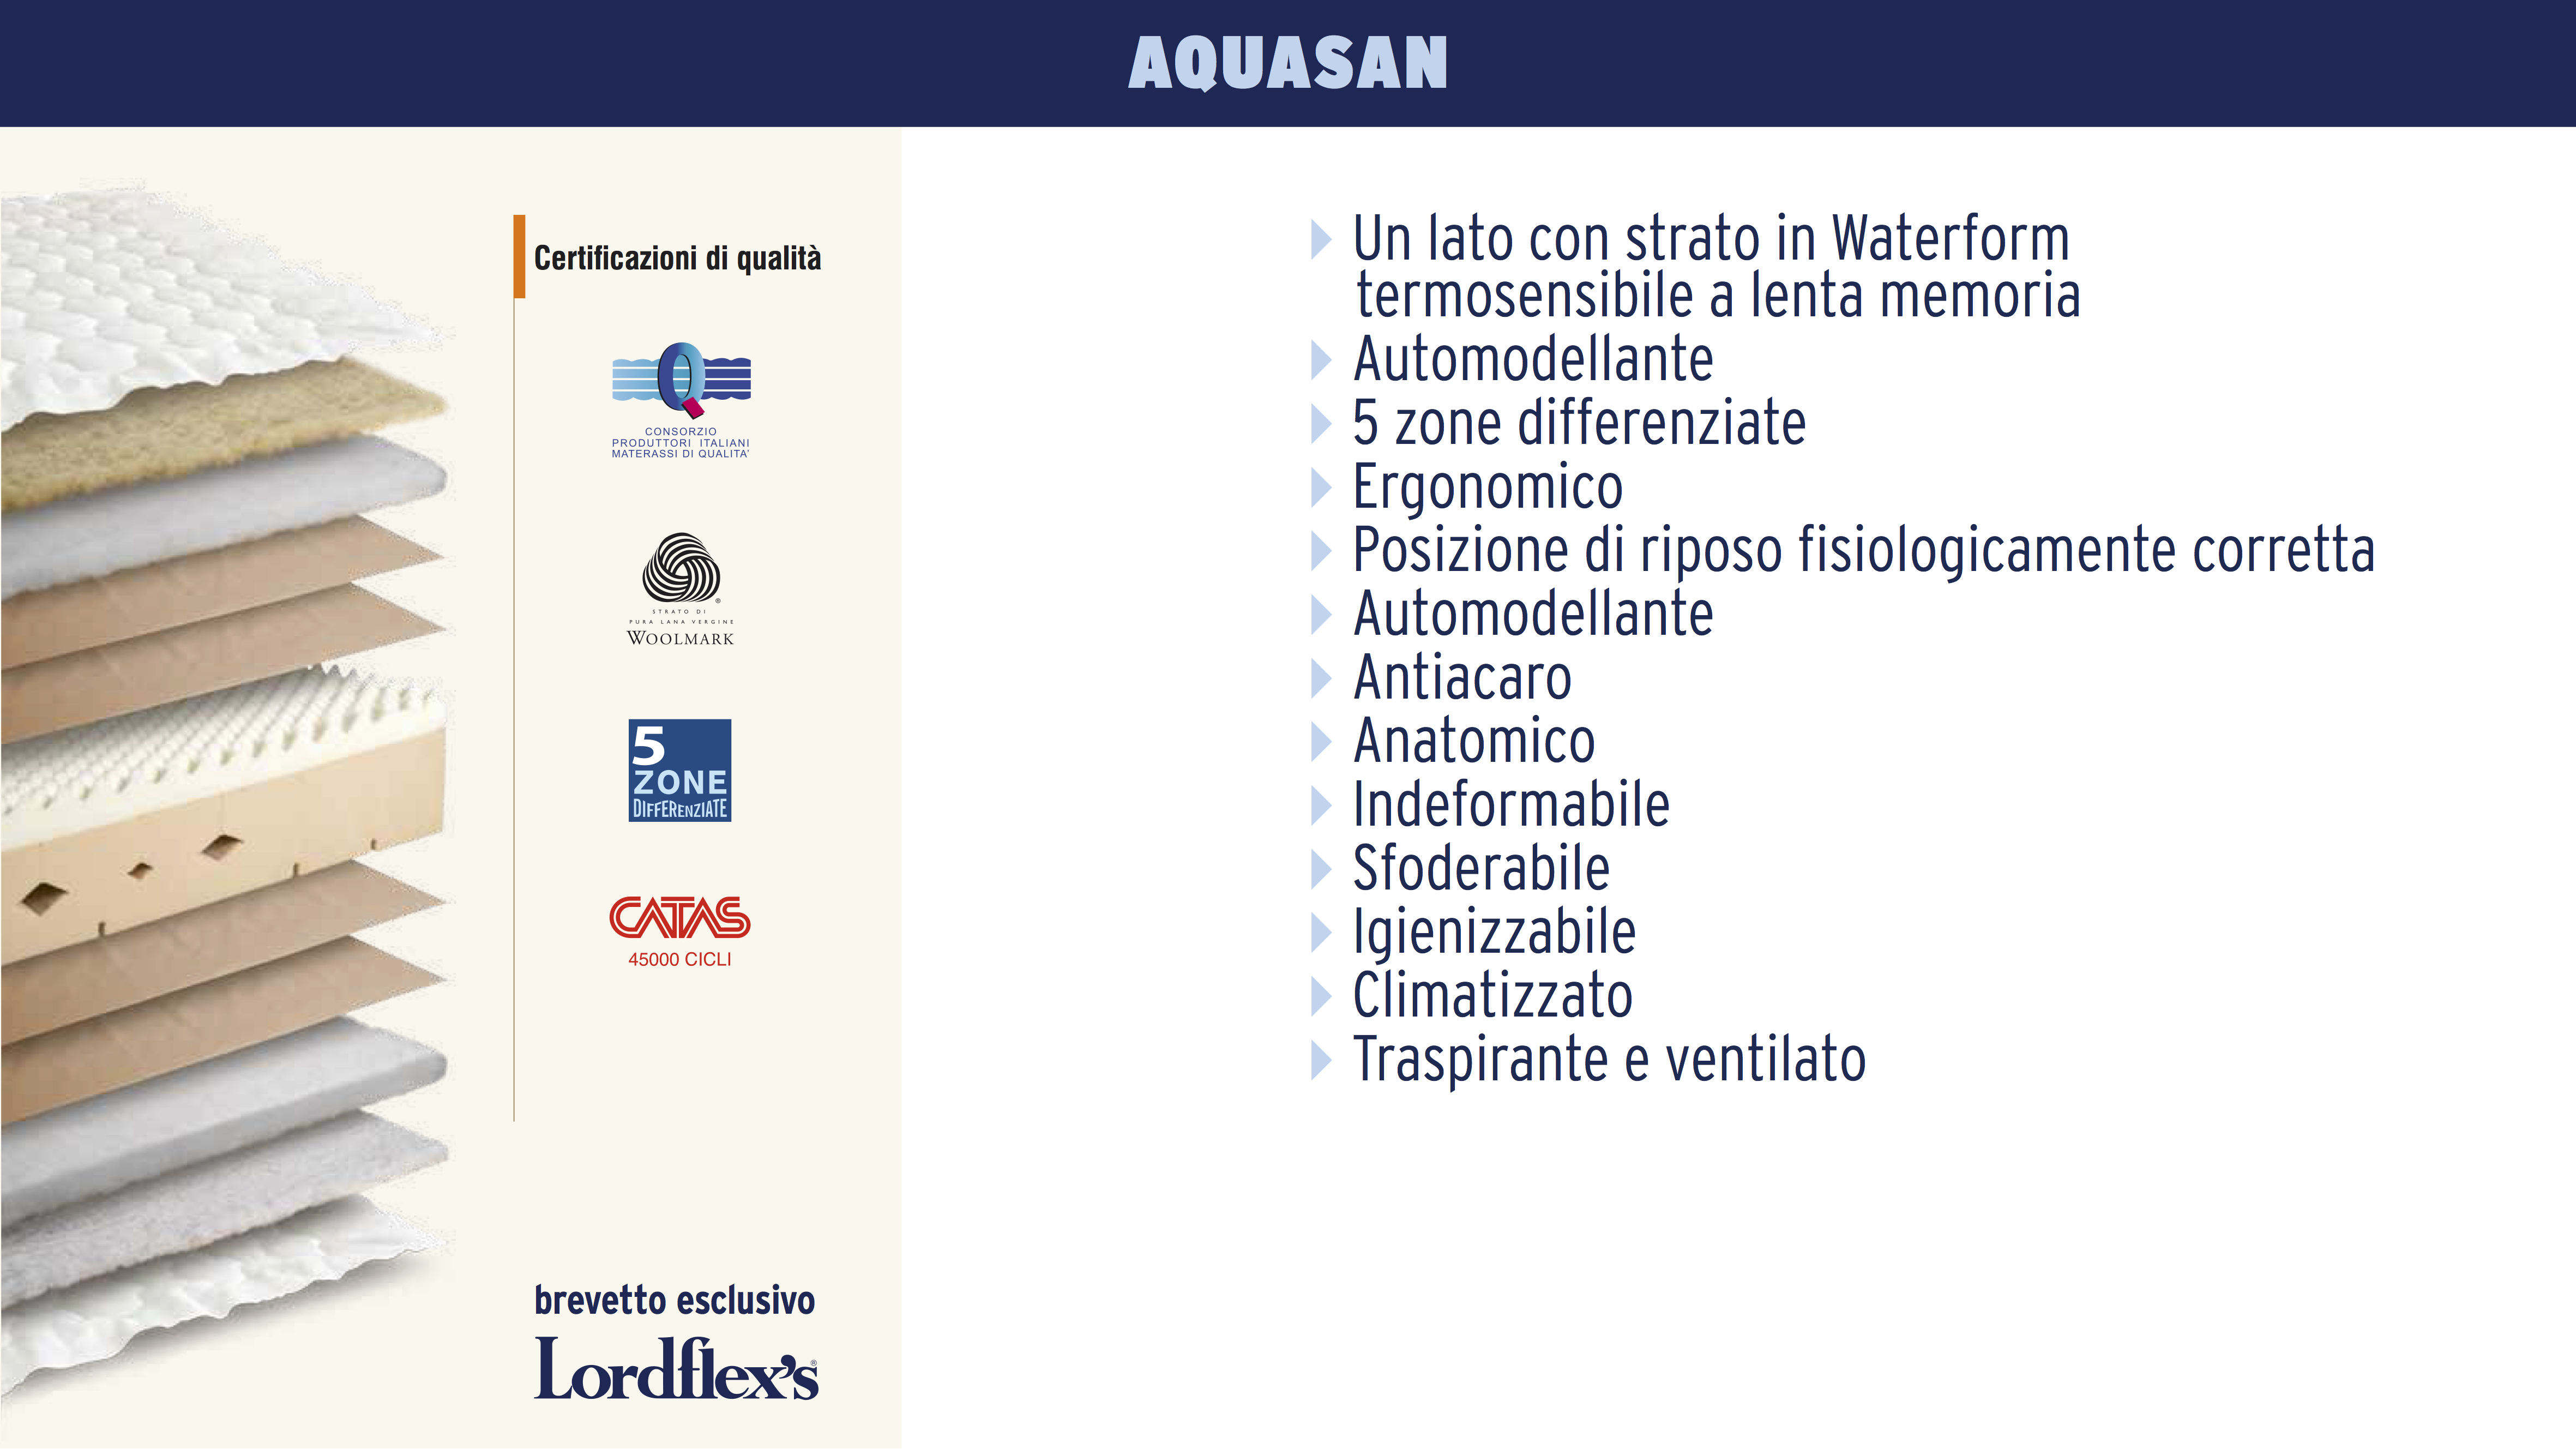 AQUASAN
Certificazioni di qualità
Q
CONSORZIO
PRODUTTORI ITALIANI
MATERASSI DI QUALITA'
STRATO DI
PURA LANA VERGINE
WOOLMARK
5
ZONE
DIFFERENZIATE
CATAS
45000 CICLI
brevetto esclusivo
Lordflex's®
Un lato con strato in Waterform
termosensibile a lenta memoria
Automodellante
5 zone differenziate
Ergonomico
Posizione di riposo fisiologicamente corretta
Automodellante
Antiacaro
Anatomico
Indeformabile
Sfoderabile
Igienizzabile
Climatizzato
Traspirante e ventilato